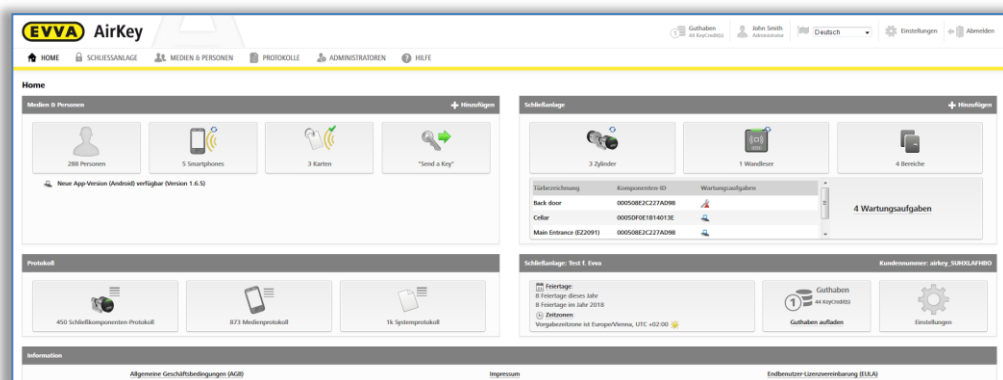 EVVA AirKey
Guthaben
44 KeyCredit(s)
John Smith
Administrator
Deutsch
Einstellungen
Abmelden
HOME
SCHLIESSANLAGE
MEDIEN & PERSONEN
PROTOKOLLE
ADMINISTRATOREN
HILFE
Home
Medien & Personen
Hinzufügen
288 Personen
5 Smartphones
3 Karten
"Send a Key"
Neue App-Version (Android) verfügbar (Version 1.6.5)
Schließanlage
Hinzufügen
3 Zylinder
1 Wandleser
4 Bereiche
Türbezeichnung Komponenten-ID Wartungsaufgaben
Back door 000508E2C227AD98
Cellar 0005DF0E1814013E
Main Entrance (EZ2091) 000508E2C227AD98
4 Wartungsaufgaben
Protokoll
450 Schließkomponenten-Protokoll
873 Medienprotokoll
1k Systemprotokoll
Schließanlage: Test f. Evva Kundennummer: airkey_5UHXLAFH8O
Feiertage:
8 Feiertage dieses Jahr
8 Feiertage im Jahr 2018
Zeitzonen:
Vorgabezeitzone ist Europe/Vienna, UTC +02:00
1
Guthaben
44 KeyCredit(s)
Guthaben aufladen
Einstellungen
Information
Allgemeine Geschäftsbedingungen (AGB)
Impressum
Endbenutzer-Lizenzvereinbarung (EULA)